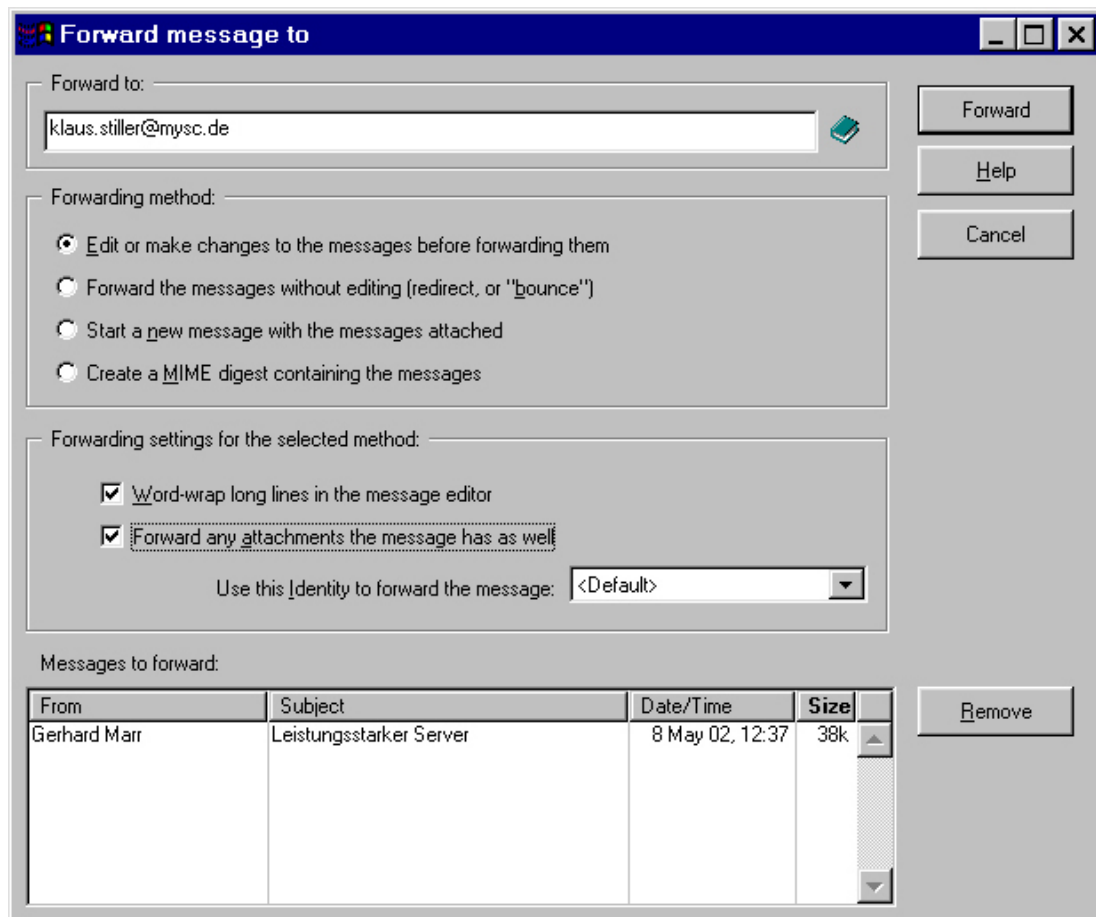 Forward message to
Forward to:
klaus.stiller@mysc.de
Forward
Help
Cancel
Forwarding method:
Edit or make changes to the messages before forwarding them
Forward the messages without editing (redirect, or "bounce")
Start a new message with the messages attached
Create a MIME digest containing the messages
Forwarding settings for the selected method:
Word-wrap long lines in the message editor
Forward any attachments the message has as well
Use this Identity to forward the message: <Default>
Messages to forward:
From Subject Date/Time Size
Gerhard Marr Leistungsstarker Server 8 May 02, 12:37 38k
Remove